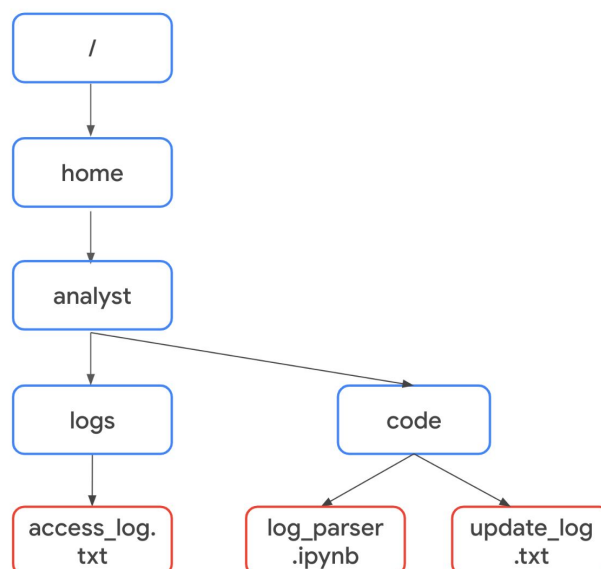 /
home
analyst
logs
code
access_log.
txt
log_parser
.ipynb
update_log
.txt